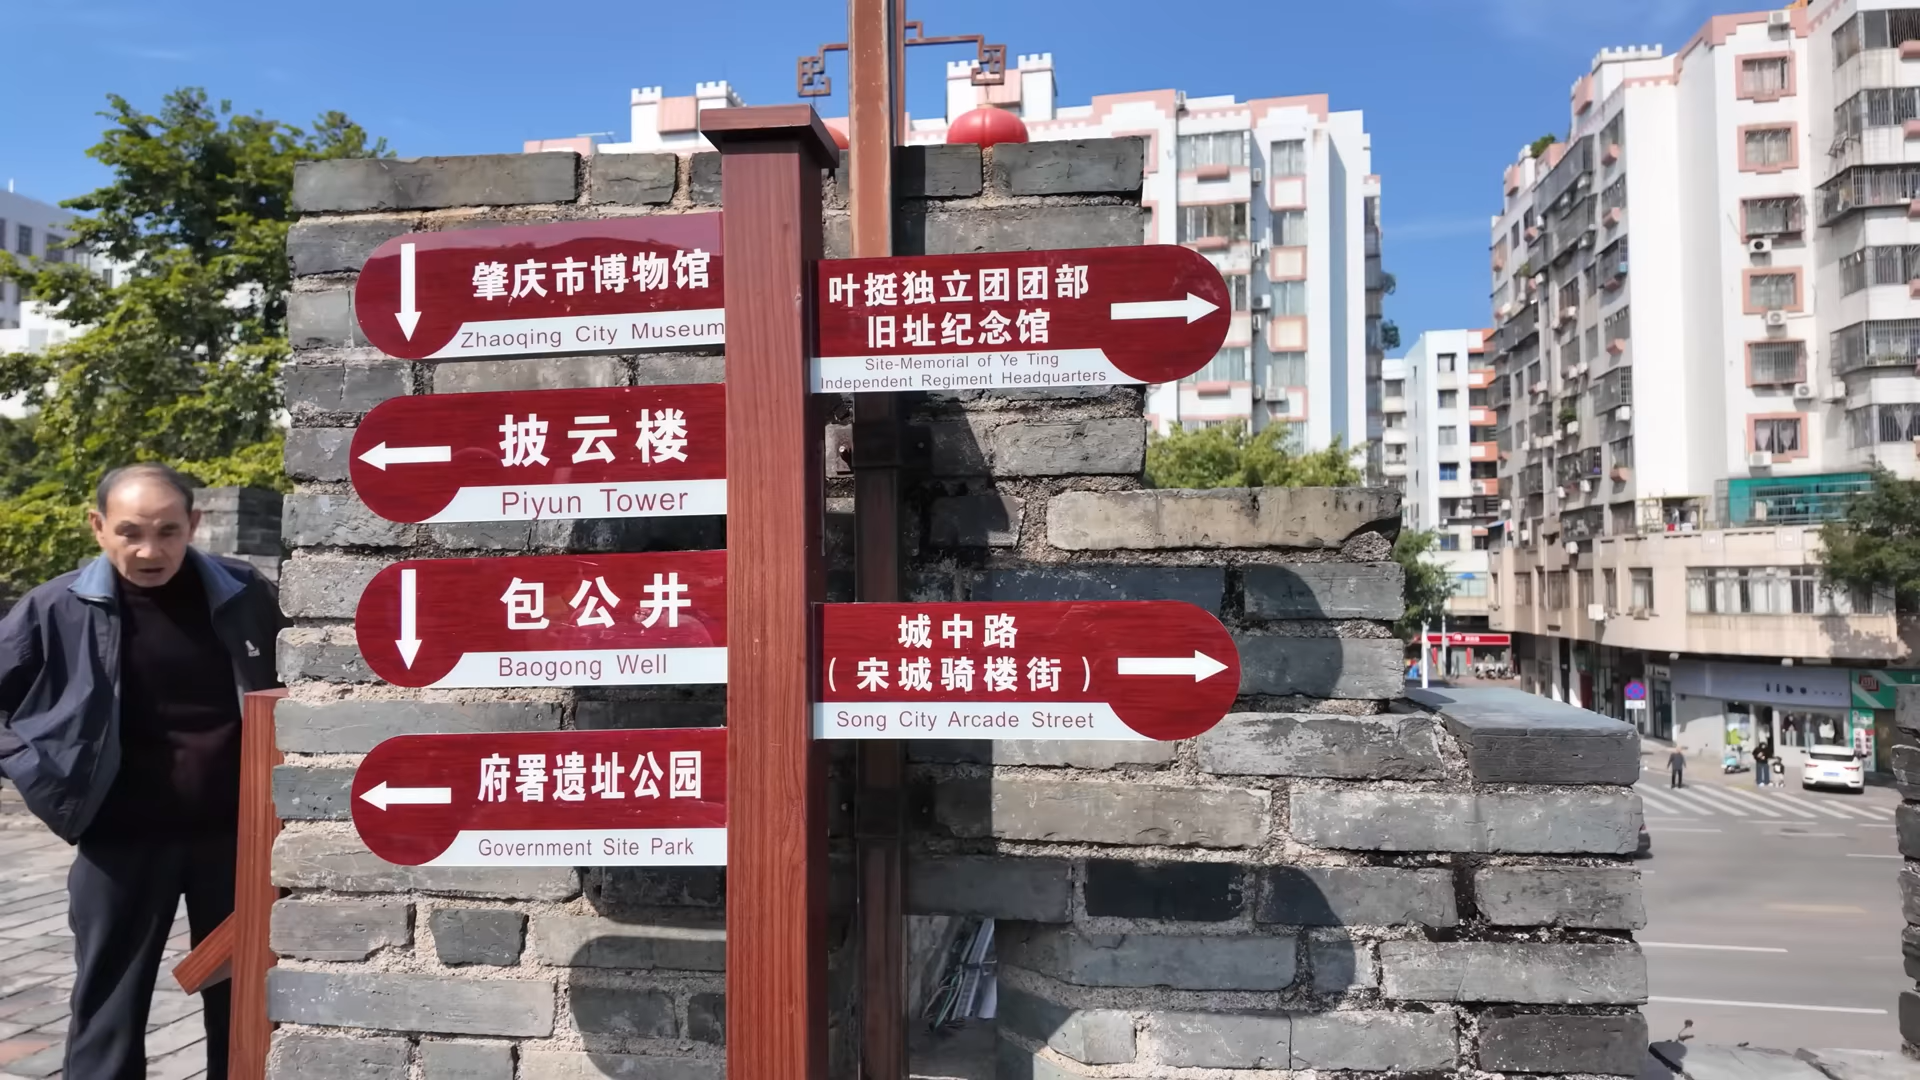 肇庆市博物馆
Zhaoqing City Museum
披云楼
Piyun Tower
包公井
Baogong Well
府署遗址公园
Government Site Park
叶挺独立团团部
旧址纪念馆
Site-Memorial of Ye Ting
Independent Regiment Headquarters
城中路
(宋城骑楼街)
Song City Arcade Street